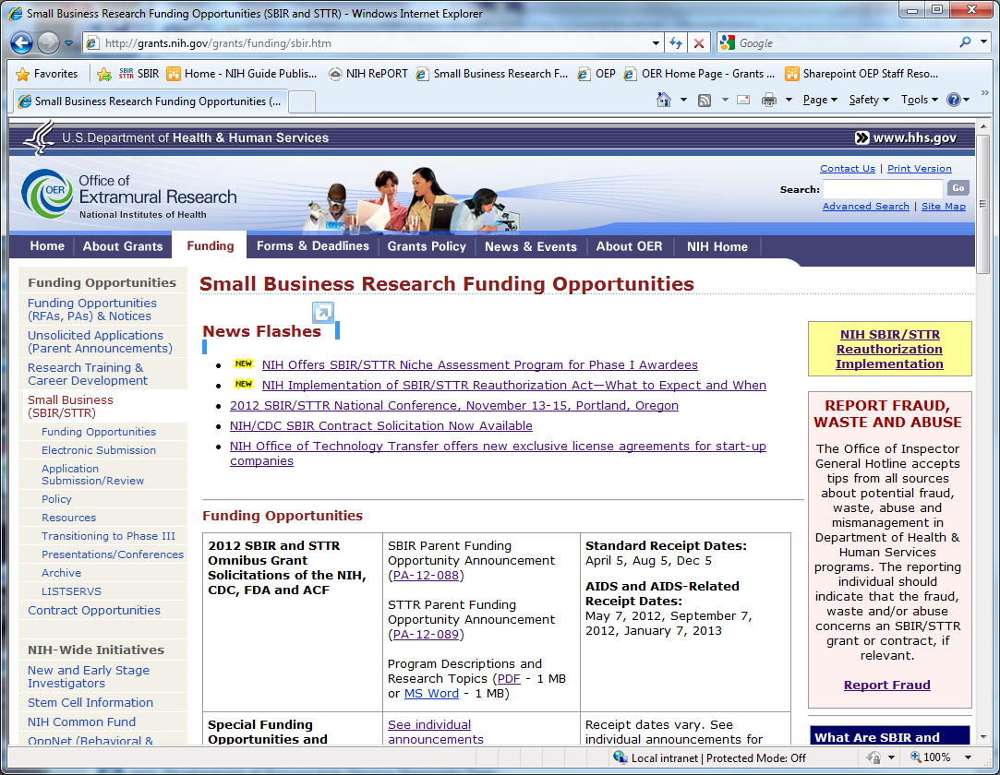 Small Business Research Funding Opportunities (SBIR and STTR) - Windows Internet Explorer
http://grants.nih.gov/grants/funding/sbir.htm
Google
Favorites
SBIR STTR SBIR
Home - NIH Guide Publis...
NIH RePORT
Small Business Research F...
OEP
OER Home Page - Grants ...
Sharepoint OEP Staff Reso...
Small Business Research Funding Opportunities (...
Page
Safety
Tools
U.S.Department of Health & Human Services
www.hhs.gov
OER
Office of
Extramural Research
National Institutes of Health
Contact Us | Print Version
Search: Go
Advanced Search | Site Map
Home
About Grants
Funding
Forms & Deadlines
Grants Policy
News & Events
About OER
NIH Home
Funding Opportunities
Funding Opportunities
(RFAs, PAs) & Notices
Unsolicited Applications
(Parent Announcements)
Research Training &
Career Development
Small Business
(SBIR/STTR)
Funding Opportunities
Electronic Submission
Application
Submission/Review
Policy
Resources
Transitioning to Phase III
Presentations/Conferences
Archive
LISTSERVS
Contract Opportunities
NIH-Wide Initiatives
New and Early Stage
Investigators
Stem Cell Information
NIH Common Fund
OppNet (Behavioral &
Small Business Research Funding Opportunities
News Flashes
NEW NIH Offers SBIR/STTR Niche Assessment Program for Phase I Awardees
NEW NIH Implementation of SBIR/STTR Reauthorization Act—What to Expect and When
2012 SBIR/STTR National Conference, November 13-15, Portland, Oregon
NIH/CDC SBIR Contract Solicitation Now Available
NIH Office of Technology Transfer offers new exclusive license agreements for start-up
companies
Funding Opportunities
2012 SBIR and STTR
Omnibus Grant
Solicitations of the NIH,
CDC, FDA and ACF
SBIR Parent Funding
Opportunity Announcement
(PA-12-088)
STTR Parent Funding
Opportunity Announcement
(PA-12-089)
Program Descriptions and
Research Topics (PDF - 1 MB
or MS Word - 1 MB)
Standard Receipt Dates:
April 5, Aug 5, Dec 5
AIDS and AIDS-Related
Receipt Dates:
May 7, 2012, September 7,
2012, January 7, 2013
Special Funding
Opportunities and
See individual
announcements
Receipt dates vary. See
individual announcements for
NIH SBIR/STTR
Reauthorization
Implementation
REPORT FRAUD,
WASTE AND ABUSE
The Office of Inspector
General Hotline accepts
tips from all sources
about potential fraud,
waste, abuse and
mismanagement in
Department of Health &
Human Services
programs. The reporting
individual should
indicate that the fraud,
waste and/or abuse
concerns an SBIR/STTR
grant or contract, if
relevant.
Report Fraud
What Are SBIR and
Local intranet | Protected Mode: Off
100%